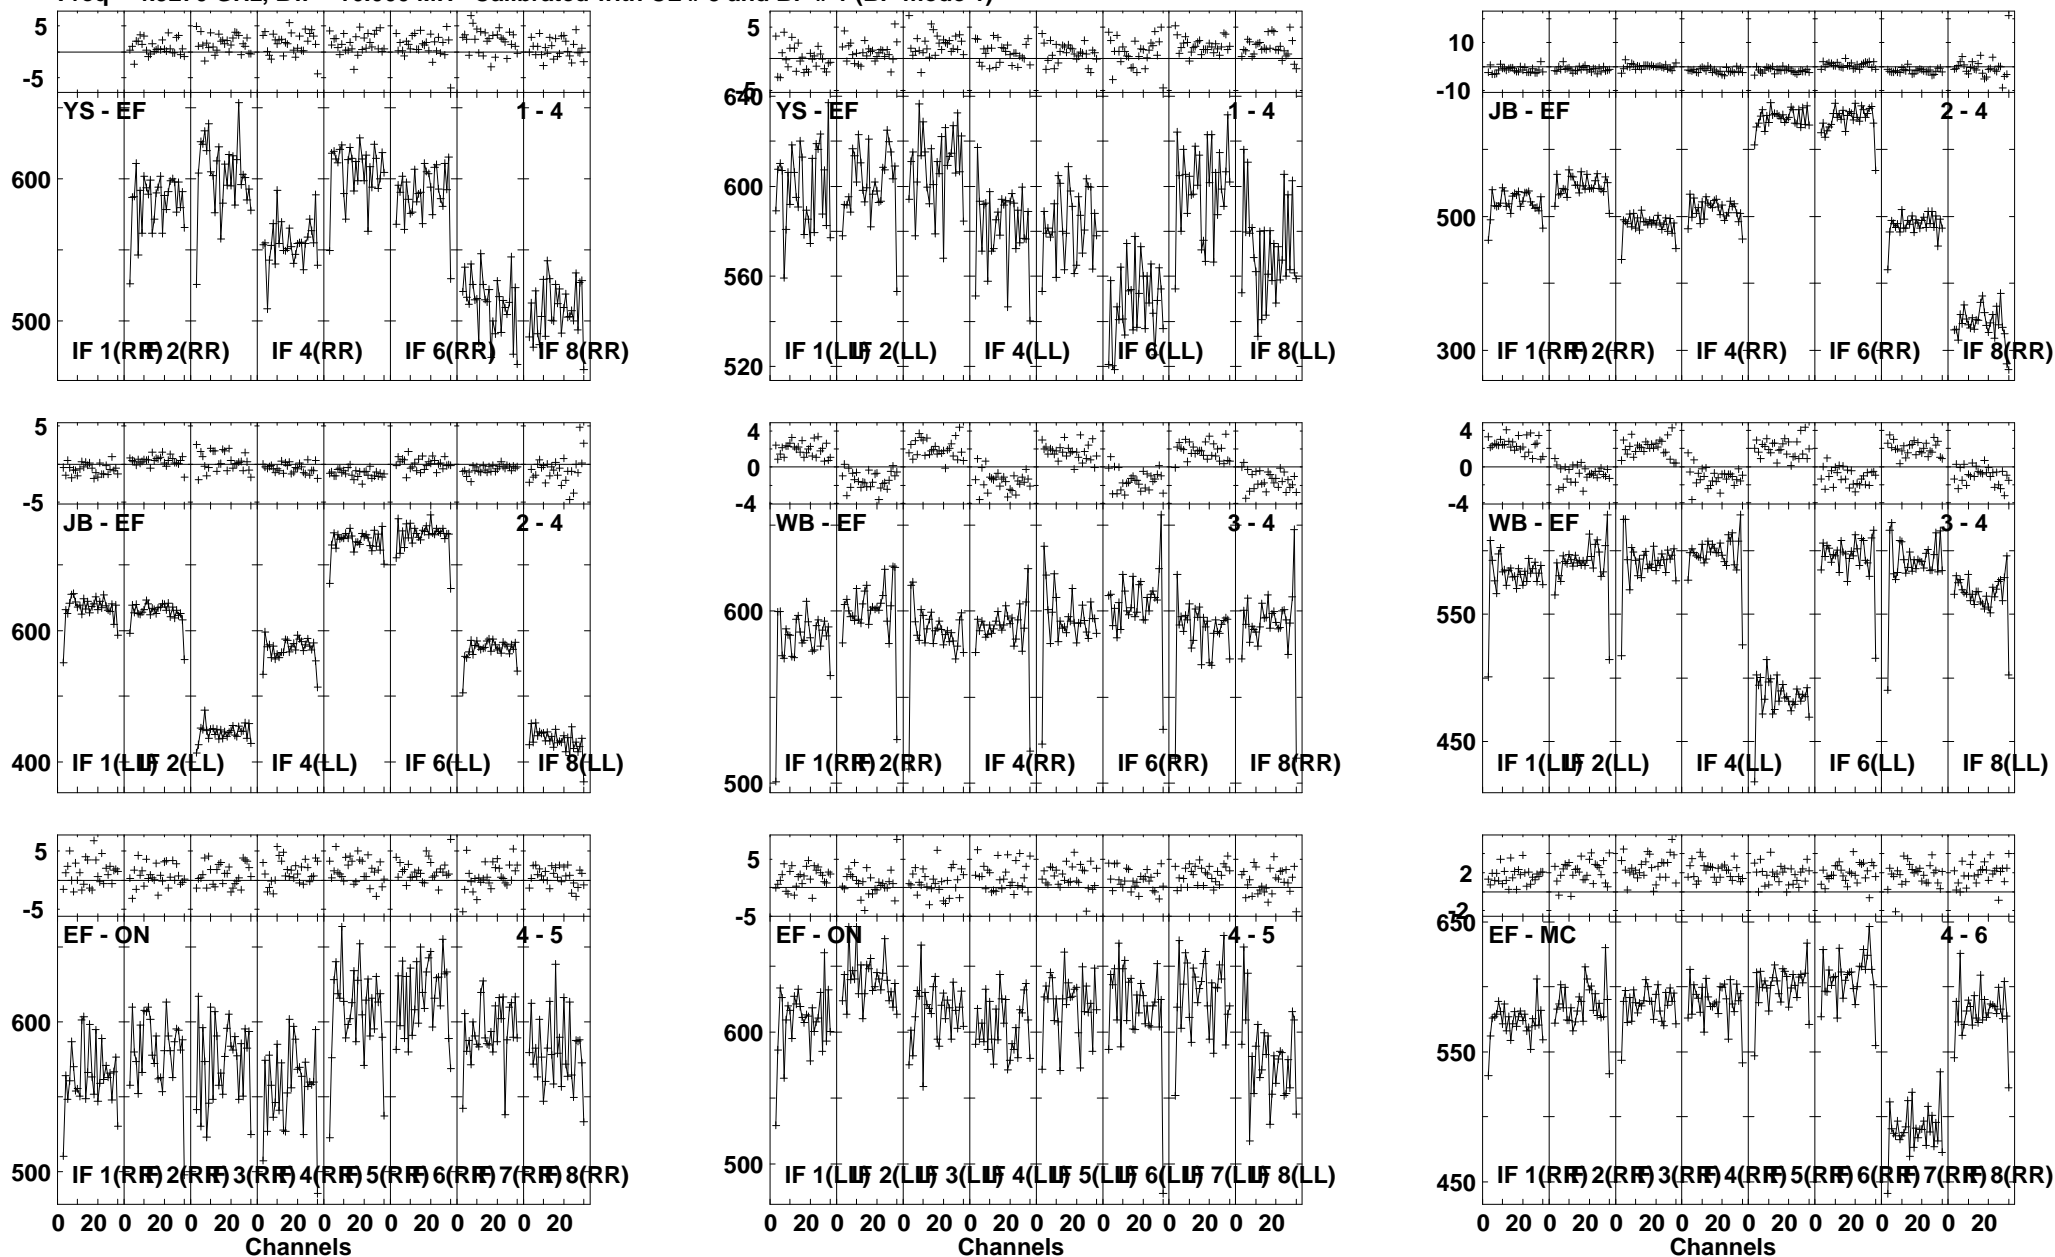 Freq GHz, Bw Calibrated with CL # and BP # (BP mode 1)
5
-5
YS - EF
1 - 4
600
500
IF 1(RR) IF 2(RR) IF 4(RR) IF 6(RR) IF 8(RR)
5
-5
640
YS - EF
1 - 4
600
560
520
IF 1(LL) IF 2(LL) IF 4(LL) IF 6(LL) IF 8(LL)
10
-10
JB - EF
2 - 4
500
300
IF 1(RR) IF 2(RR) IF 4(RR) IF 6(RR) IF 8(RR)
5
-5
JB - EF
2 - 4
600
400
IF 1(LL) IF 2(LL) IF 4(LL) IF 6(LL) IF 8(LL)
4
0
-4
WB - EF
3 - 4
600
500
IF 1(RR) IF 2(RR) IF 4(RR) IF 6(RR) IF 8(RR)
4
0
-4
WB - EF
3 - 4
550
450
IF 1(LL) IF 2(LL) IF 4(LL) IF 6(LL) IF 8(LL)
5
-5
EF - ON
4 - 5
600
500
IF 1(RR) IF 2(RR) IF 3(RR) IF 4(RR) IF 5(RR) IF 6(RR) IF 7(RR) IF 8(RR)
0 20 0 20 0 20 0 20 0 20 0 20 0 20 0 20
Channels
5
-5
EF - ON
4 - 5
600
500
IF 1(LL) IF 2(LL) IF 3(LL) IF 4(LL) IF 5(LL) IF 6(LL) IF 7(LL) IF 8(LL)
0 20 0 20 0 20 0 20 0 20 0 20 0 20 0 20
Channels
2
-2
650
EF - MC
4 - 6
550
450
IF 1(RR) IF 2(RR) IF 3(RR) IF 4(RR) IF 5(RR) IF 6(RR) IF 7(RR) IF 8(RR)
0 20 0 20 0 20 0 20 0 20 0 20 0 20 0 20
Channels